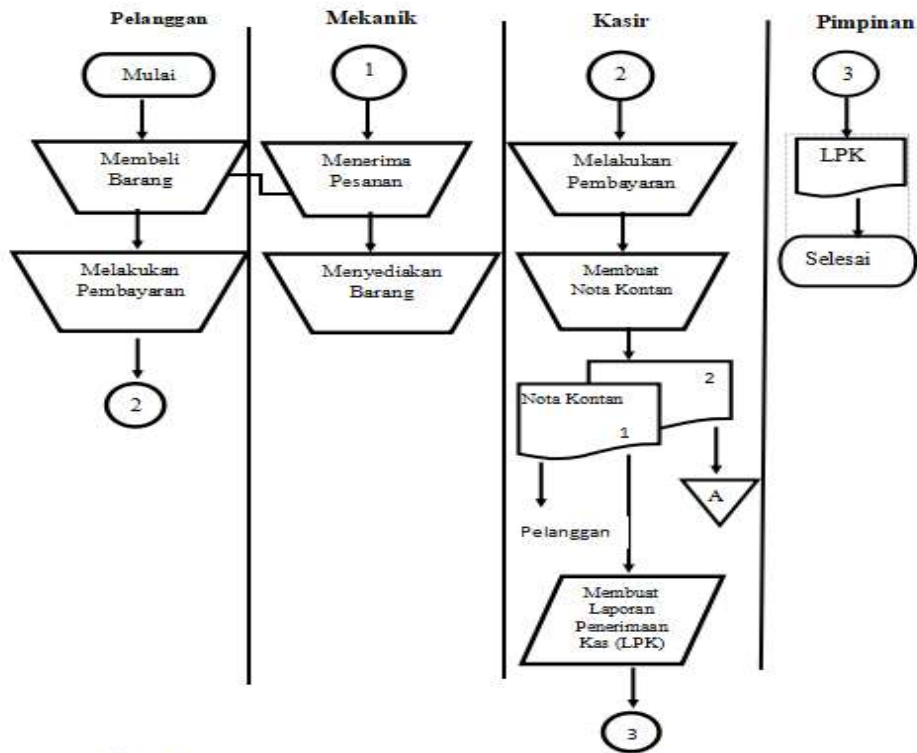 Pelanggan
Mekanik
Kasir
Pimpinan
Mulai
Membeli
Barang
Melakukan
Pembayaran
2
1
Menerima
Pesanan
Menyediakan
Barang
2
Melakukan
Pembayaran
Membuat
Nota Kontan
2
Nota Kontan
1
A
Pelanggan
Membuat
Laporan
Penerimaan
Kas (LPK)
3
3
LPK
Selesai